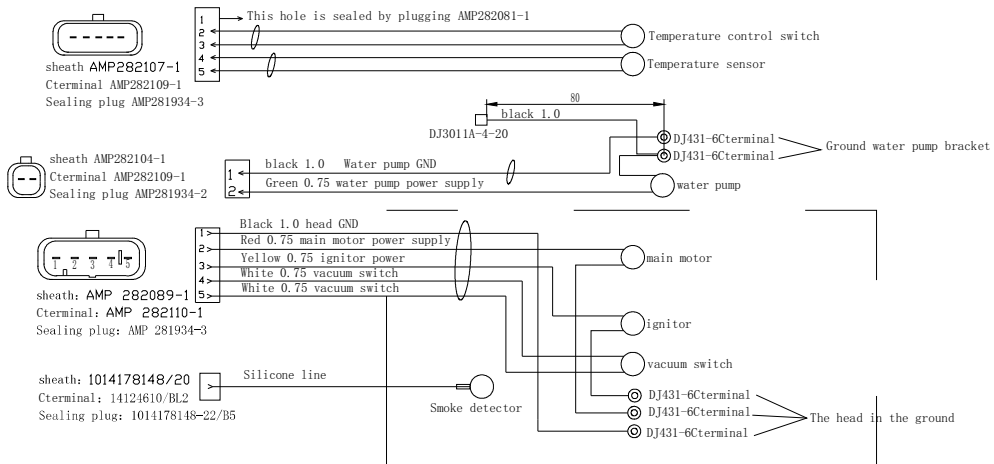 1 This hole is sealed by plugging AMP282081-1
2
3
4
5
Temperature control switch
Temperature sensor
sheath AMP282107-1
Cterminal AMP282109-1
Sealing plug AMP281934-3
80
black 1.0
DJ3011A-4-20
DJ431-6Cterminal
DJ431-6Cterminal
Ground water pump bracket
sheath AMP282104-1
Cterminal AMP282109-1
Sealing plug AMP281934-2
1 black 1.0 Water pump GND
2 Green 0.75 water pump power supply
water pump
1 2 3 4 5
sheath: AMP 282089-1
Cterminal: AMP 282110-1
Sealing plug: AMP 281934-3
1 Black 1.0 head GND
2 Red 0.75 main motor power supply
3 Yellow 0.75 ignitor power
4 White 0.75 vacuum switch
5 White 0.75 vacuum switch
main motor
ignitor
vacuum switch
sheath: 1014178148/20
Cterminal: 14124610/BL2
Sealing plug: 1014178148-22/B5
Silicone line
Smoke detector
DJ431-6Cterminal
DJ431-6Cterminal
DJ431-6Cterminal
The head in the ground